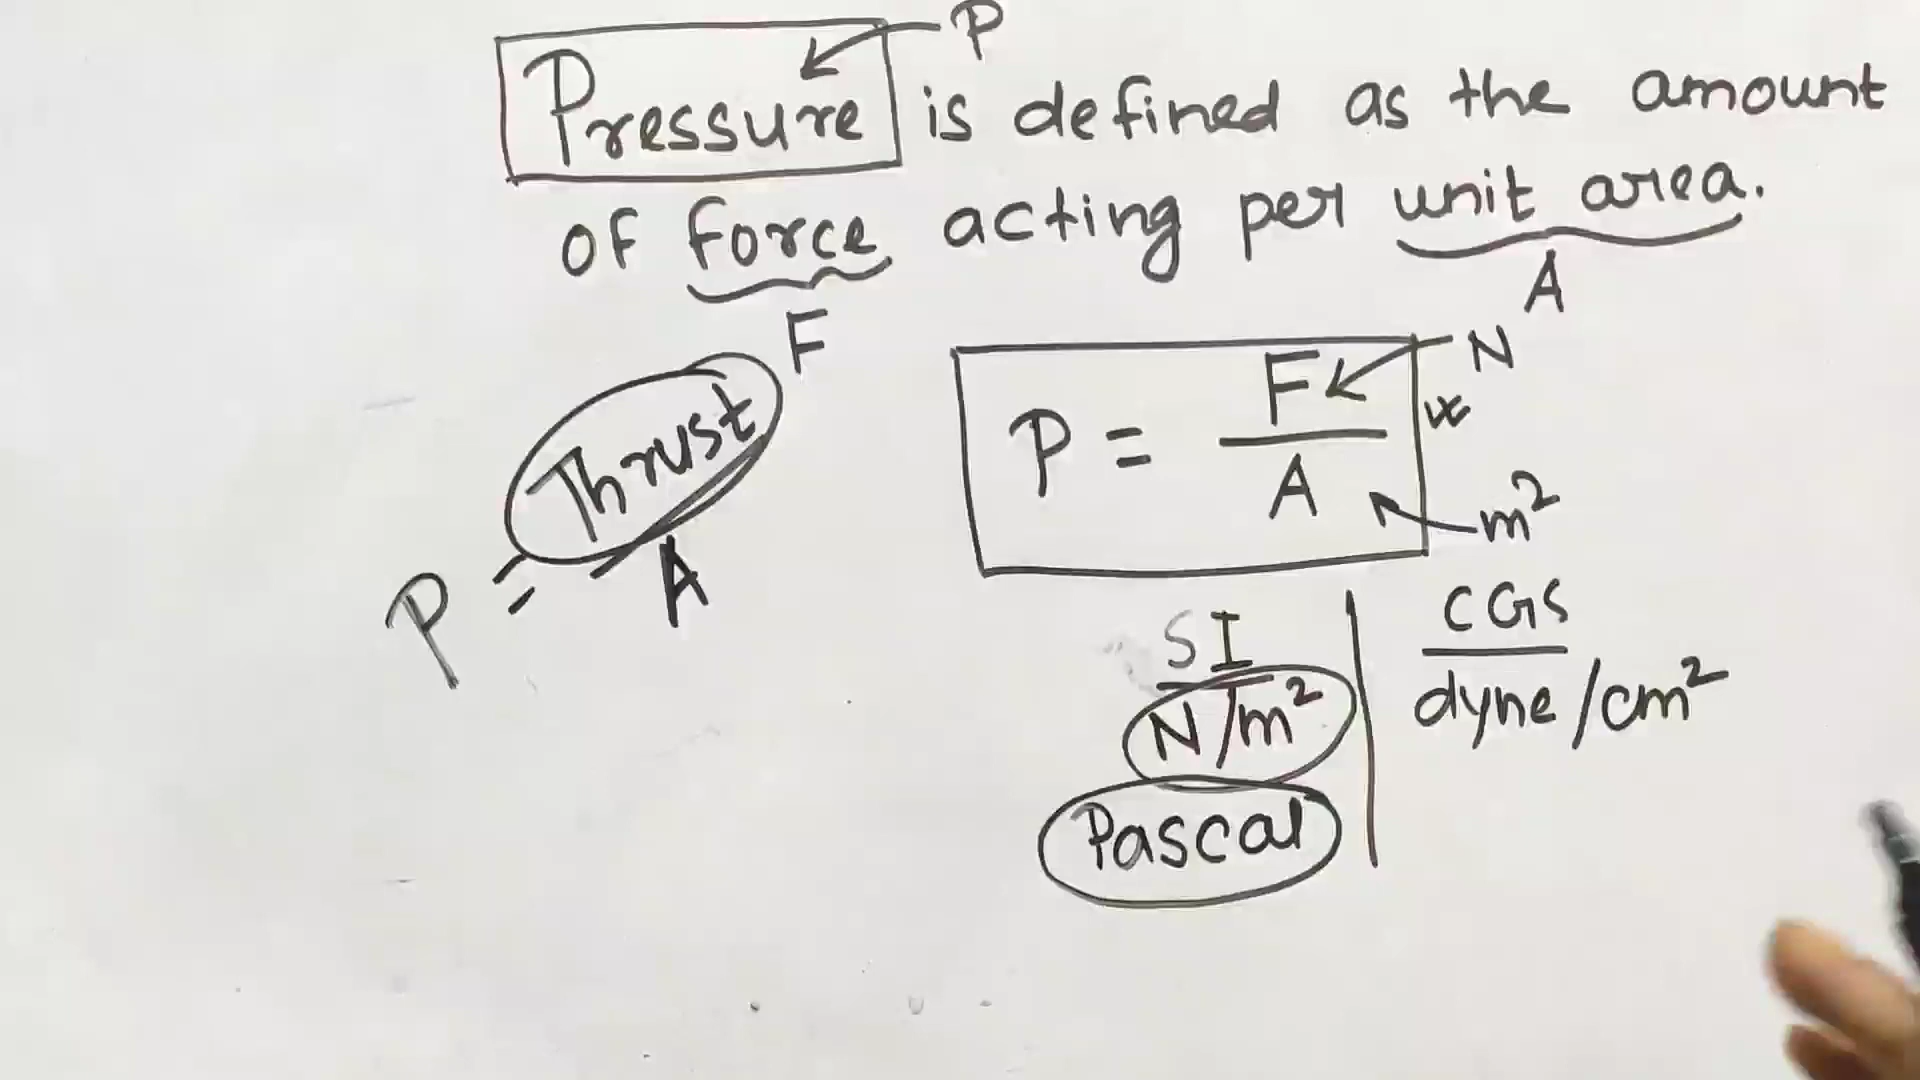 P
Pressure is defined as the amount
of force acting per unit area.
F
A
P = Thrust / A
P = F / A
N
m²
SI
N/m²
Pascal
CGS
dyne/cm²